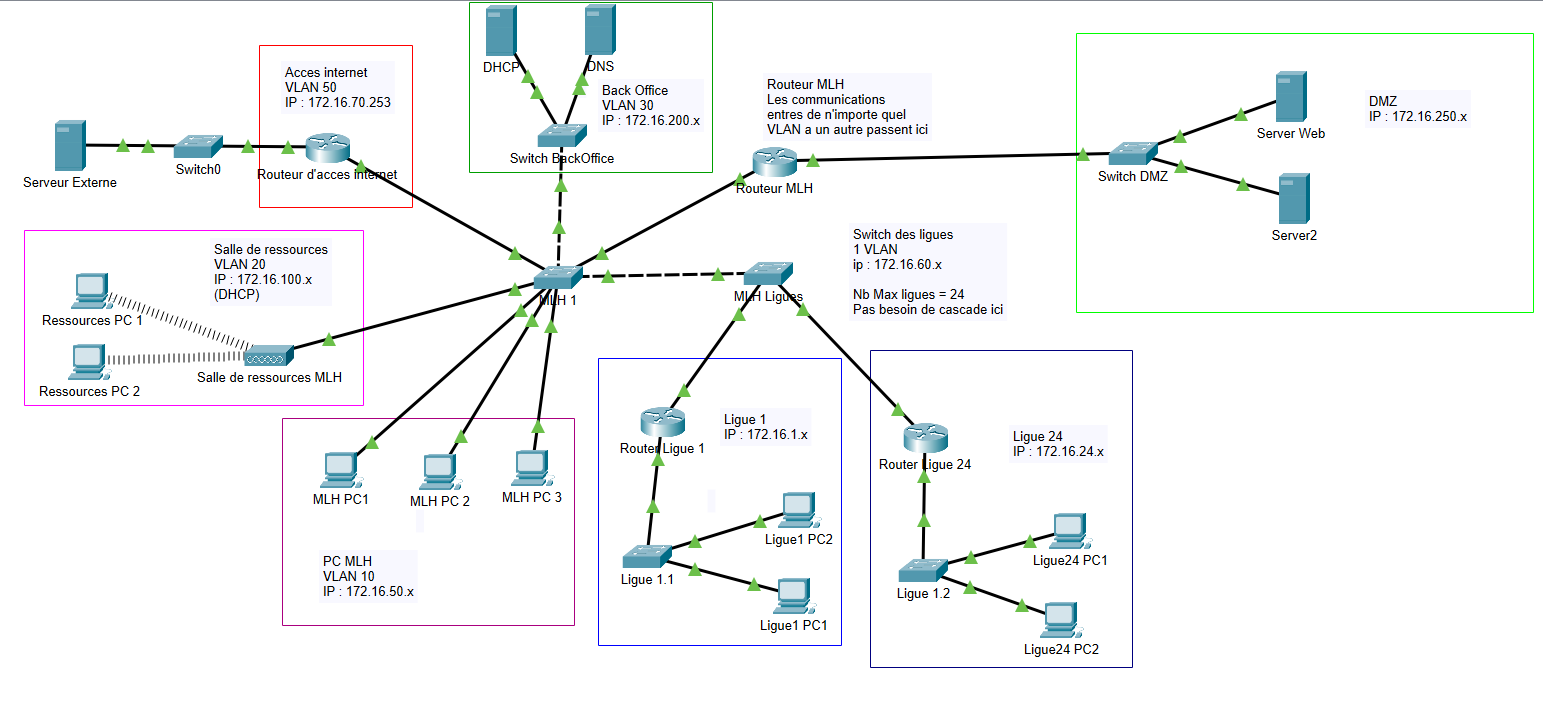 DHCP
DNS
Back Office
VLAN 30
IP : 172.16.200.x
Switch BackOffice
Acces internet
VLAN 50
IP : 172.16.70.253
Serveur Externe
Switch0
Routeur d'acces internet
Routeur MLH
Les communications
entres de n'importe quel
VLAN a un autre passent ici
Routeur MLH
DMZ
IP : 172.16.250.x
Server Web
Switch DMZ
Server2
Salle de ressources
VLAN 20
IP : 172.16.100.x
(DHCP)
Ressources PC 1
Ressources PC 2
Salle de ressources MLH
MLH 1
MLH Ligues
Switch des ligues
1 VLAN
ip : 172.16.60.x
Nb Max ligues = 24
Pas besoin de cascade ici
MLH PC1
MLH PC 2
MLH PC 3
PC MLH
VLAN 10
IP : 172.16.50.x
Ligue 1
IP : 172.16.1.x
Router Ligue 1
Ligue1 PC2
Ligue 1.1
Ligue1 PC1
Ligue 24
IP : 172.16.24.x
Router Ligue 24
Ligue24 PC1
Ligue 1.2
Ligue24 PC2